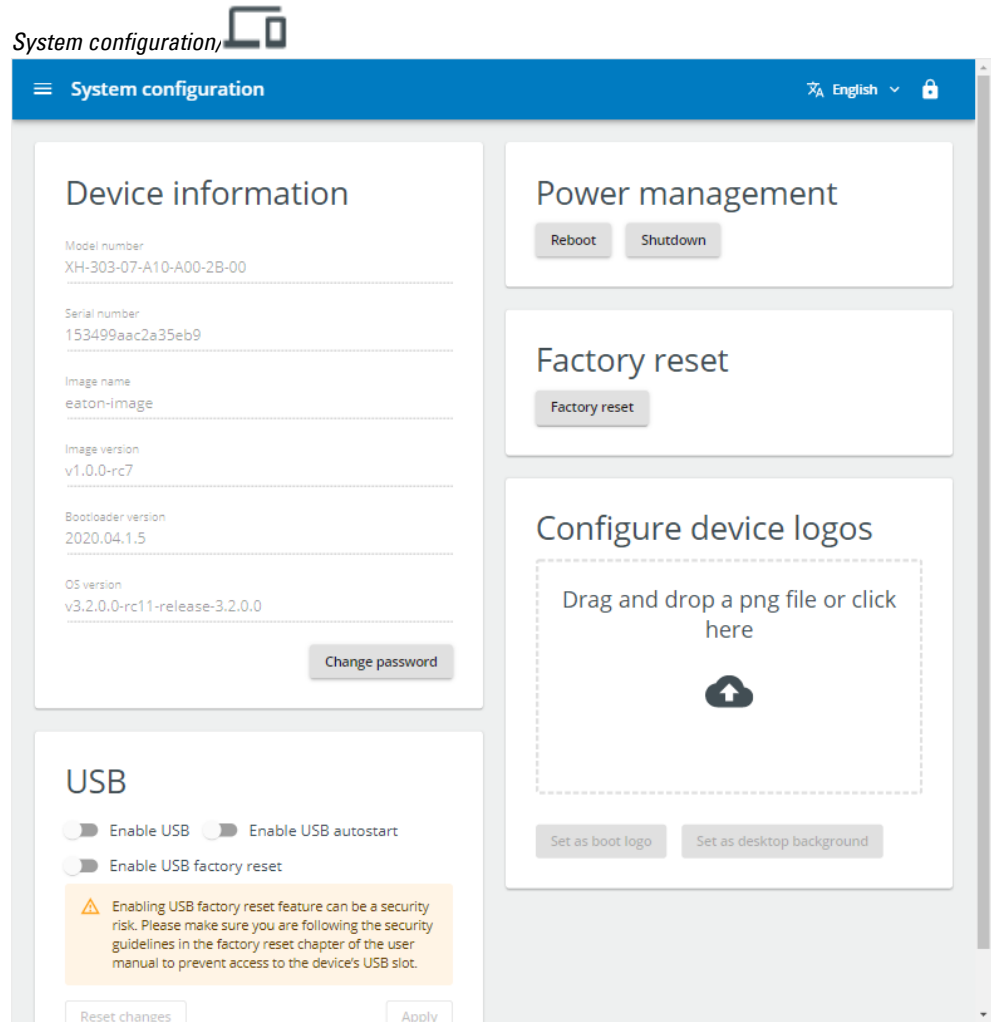 System configuration/
System configuration
English
Device information
Model number
XH-303-07-A10-A00-2B-00
Serial number
153499aac2a35eb9
Image name
eaton-image
Image version
v1.0.0-rc7
Bootloader version
2020.04.1.5
OS version
v3.2.0.0-rc11-release-3.2.0.0
Change password
USB
Enable USB Enable USB autostart
Enable USB factory reset
Enabling USB factory reset feature can be a security
risk. Please make sure you are following the security
guidelines in the factory reset chapter of the user
manual to prevent access to the device's USB slot.
Reset changes Apply
Power management
Reboot Shutdown
Factory reset
Factory reset
Configure device logos
Drag and drop a png file or click
here
Set as boot logo Set as desktop background